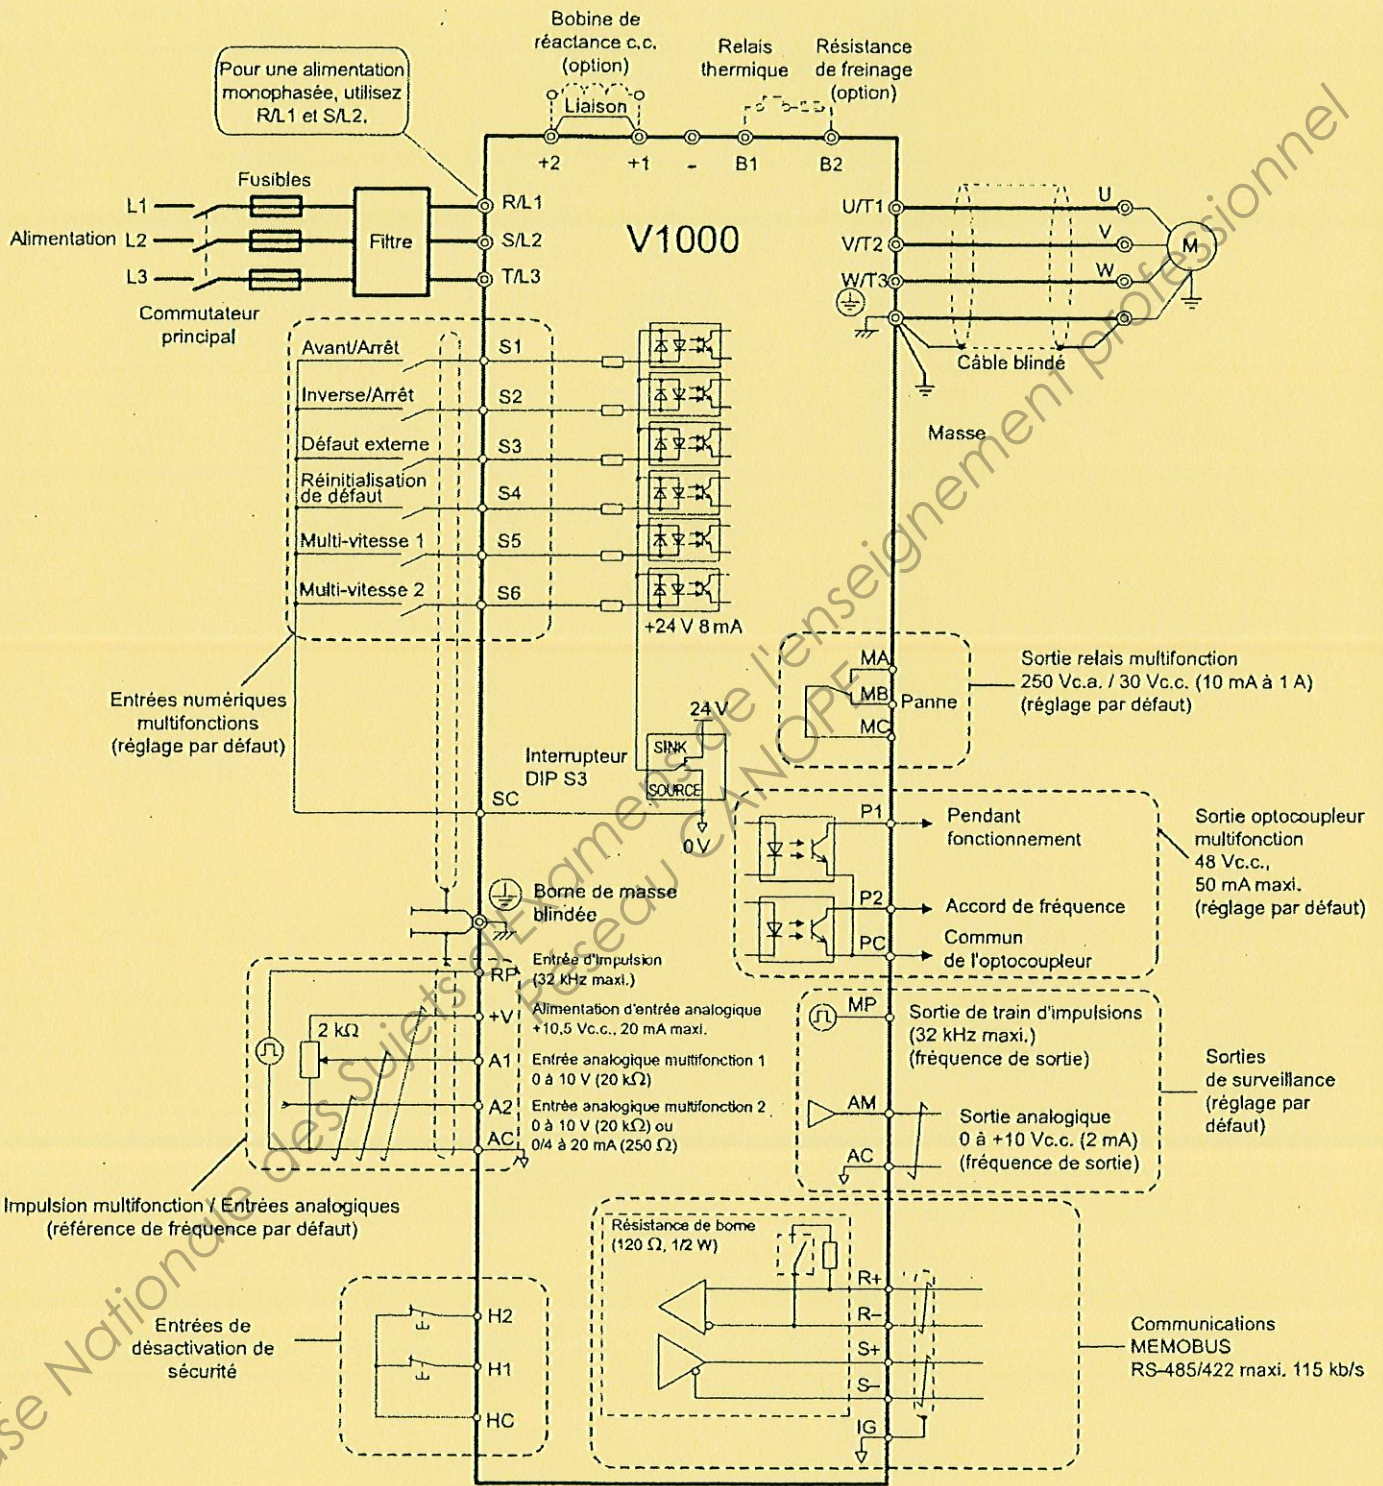 Bobine de
réactance c.c.
(option)
Relais
thermique
Résistance
de freinage
(option)
Pour une alimentation
monophasée, utilisez
R/L1 et S/L2.
Liaison
+2
+1
-
B1
B2
Fusibles
L1
Alimentation L2
L3
Filtre
R/L1
S/L2
T/L3
V1000
U/T1
V/T2
W/T3
U
V
W
M
Commutateur
principal
Câble blindé
Masse
Avant/Arrêt
S1
Inverse/Arrêt
S2
Défaut externe
S3
Réinitialisation
de défaut
S4
Multi-vitesse 1
S5
Multi-vitesse 2
S6
+24 V 8 mA
Entrées numériques
multifonctions
(réglage par défaut)
24 V
Interrupteur
DIP S3
SINK
SOURCE
SC
0 V
MA
MB
MC
Panne
Sortie relais multifonction
250 Vc.a. / 30 Vc.c. (10 mA à 1 A)
(réglage par défaut)
P1
Pendant
fonctionnement
P2
Accord de fréquence
PC
Commun
de l'optocoupleur
Sortie optocoupleur
multifonction
48 Vc.c.,
50 mA maxi.
(réglage par défaut)
Borne de masse
blindée
RP
Entrée d'impulsion
(32 kHz maxi.)
+V
Alimentation d'entrée analogique
+10,5 Vc.c., 20 mA maxi.
2 kΩ
A1
Entrée analogique multifonction 1
0 à 10 V (20 kΩ)
A2
Entrée analogique multifonction 2
0 à 10 V (20 kΩ) ou
0/4 à 20 mA (250 Ω)
AC
Impulsion multifonction / Entrées analogiques
(référence de fréquence par défaut)
MP
Sortie de train d'impulsions
(32 kHz maxi.)
(fréquence de sortie)
AM
Sortie analogique
0 à +10 Vc.c. (2 mA)
(fréquence de sortie)
AC
Sorties
de surveillance
(réglage par
défaut)
Entrées de
désactivation de
sécurité
H2
H1
HC
Résistance de borne
(120 Ω, 1/2 W)
R+
R–
S+
S–
IG
Communications
MEMOBUS
RS-485/422 maxi. 115 kb/s
se Nationale des Sujets d'Examens de l'enseignement professionnel
Réseau CANOPE